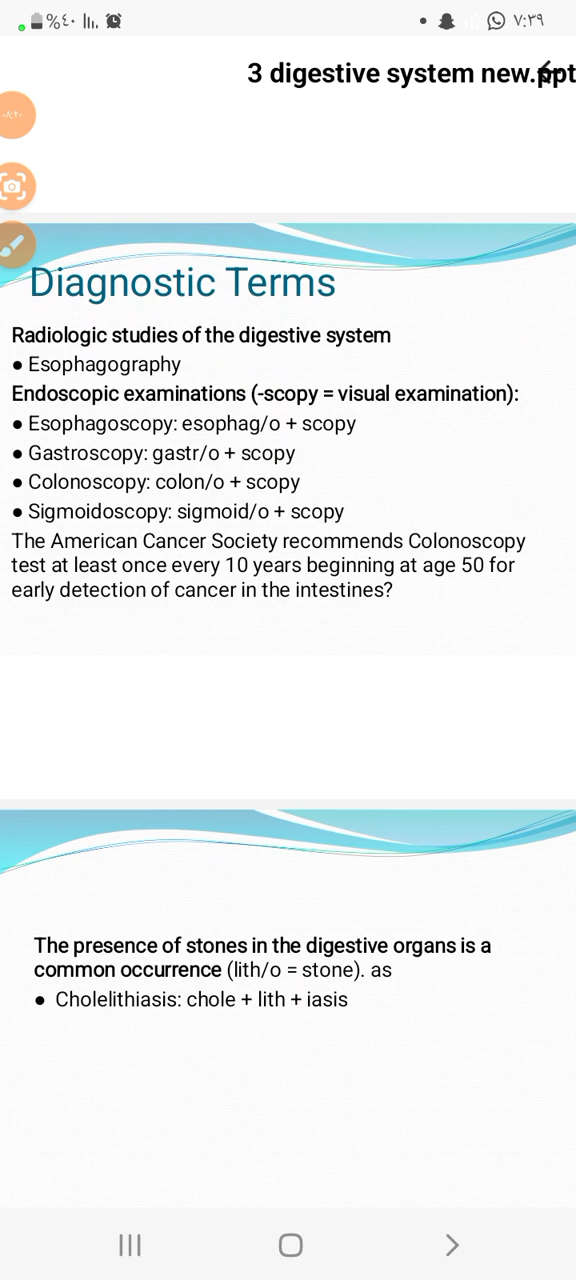 %٤٠
٧:٣٩
3 digestive system new.ppt
٠٨:٢٠
Diagnostic Terms
Radiologic studies of the digestive system
● Esophagography
Endoscopic examinations (-scopy = visual examination):
● Esophagoscopy: esophag/o + scopy
● Gastroscopy: gastr/o + scopy
● Colonoscopy: colon/o + scopy
● Sigmoidoscopy: sigmoid/o + scopy
The American Cancer Society recommends Colonoscopy
test at least once every 10 years beginning at age 50 for
early detection of cancer in the intestines?
The presence of stones in the digestive organs is a
common occurrence (lith/o = stone). as
● Cholelithiasis: chole + lith + iasis